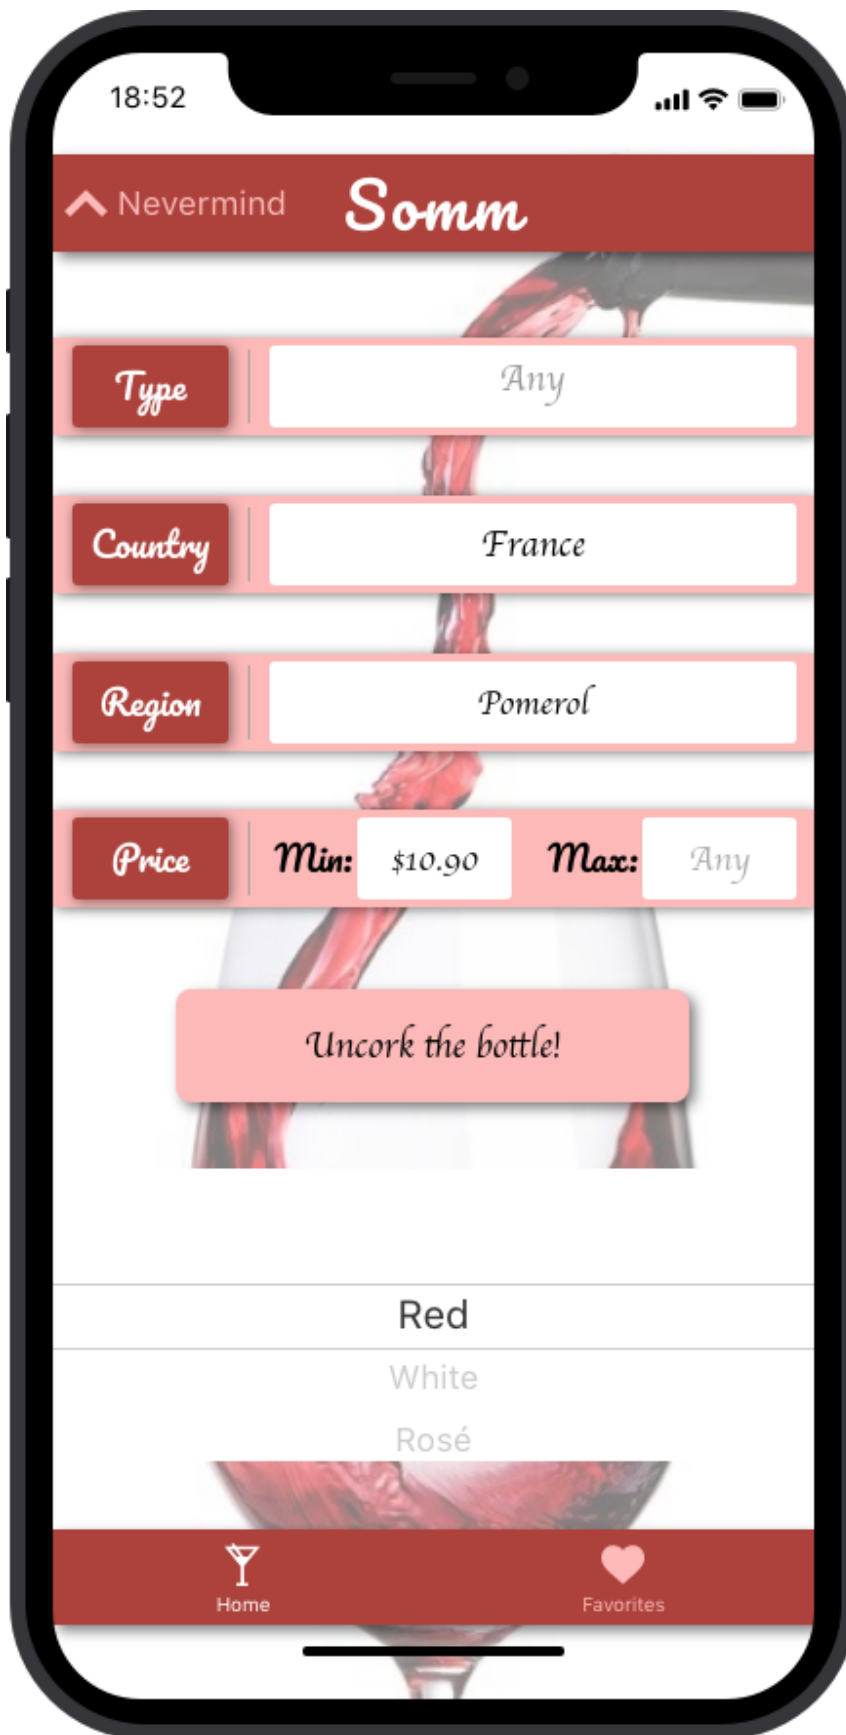 18:52
Nevermind Somm
Type Any
Country France
Region Pomerol
Price Min: $10.90 Max: Any
Uncork the bottle!
Red
White
Rosé
Home Favorites